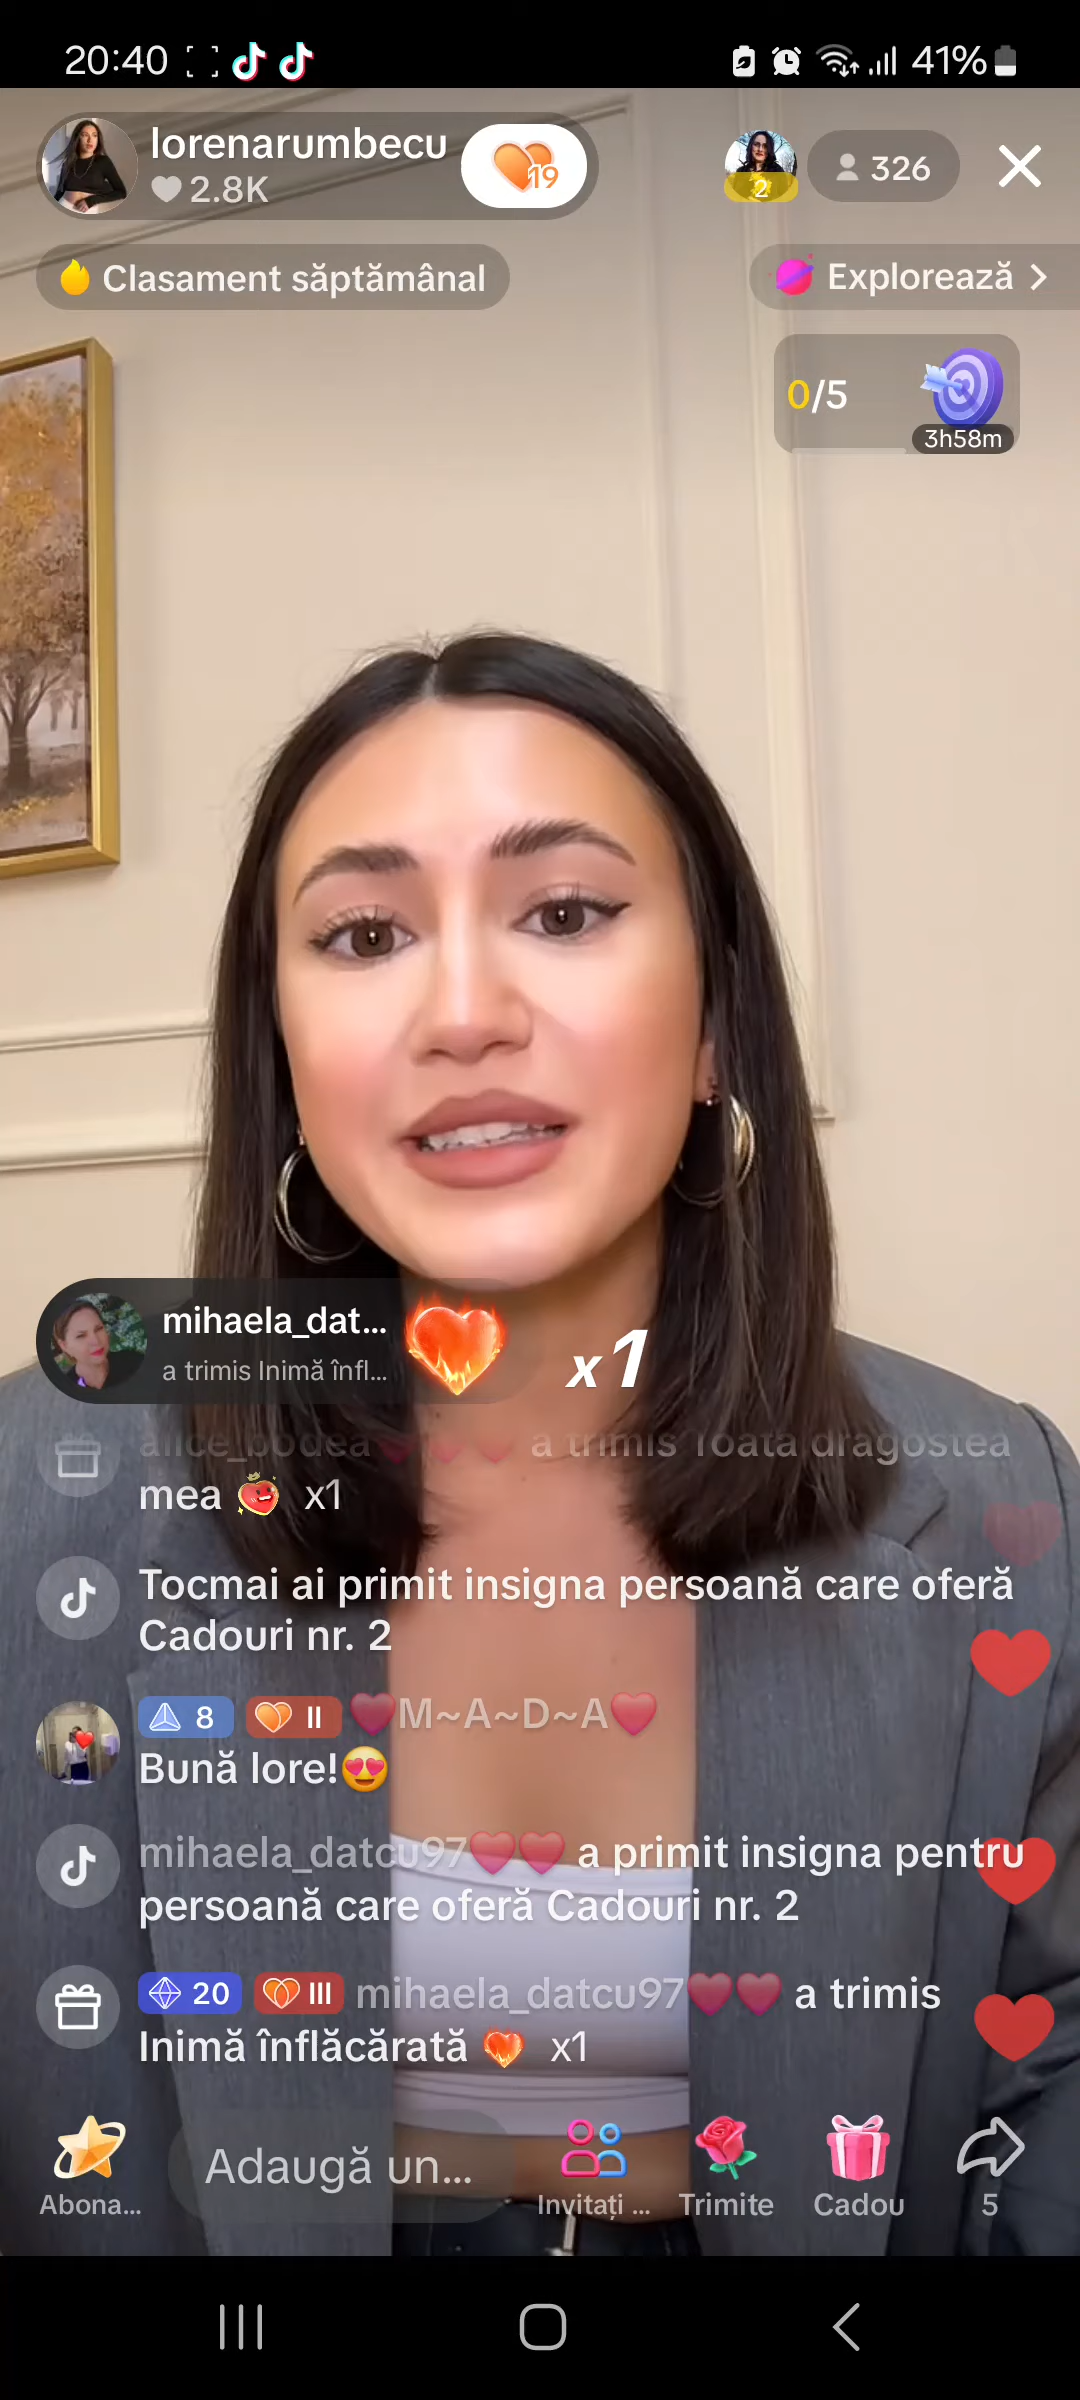 20:40
41%
lorenarumbecu
2.8K
19
2
326
Clasament săptămânal
Explorează
0/5
3h58m
mihaela_dat...
a trimis Inimă înfl...
x1
alice_bodea a trimis Toată dragostea
mea x1
Tocmai ai primit insigna persoană care oferă
Cadouri nr. 2
8 II M~A~D~A
Bună lore!
mihaela_datcu97 a primit insigna pentru
persoană care oferă Cadouri nr. 2
20 III mihaela_datcu97 a trimis
Inimă înflăcărată x1
Adaugă un...
Abona...
Invitați ...
Trimite
Cadou
5